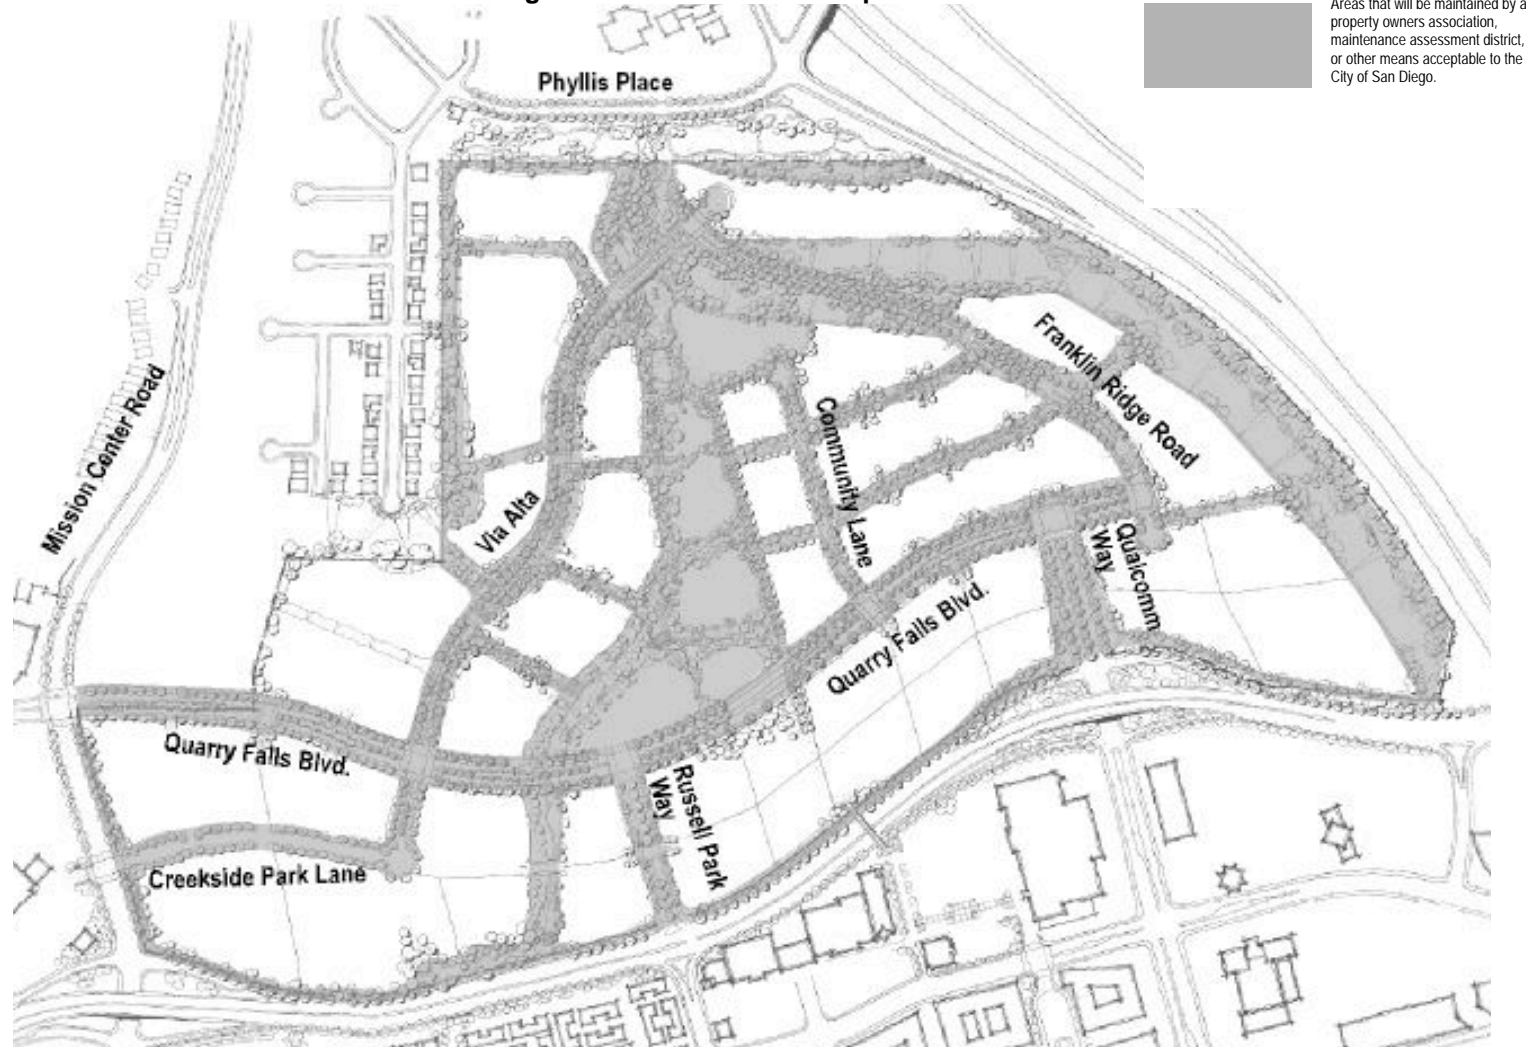 Areas that will be maintained by a
property owners association,
maintenance assessment district,
or other means acceptable to the
City of San Diego.
Phyllis Place
Franklin Ridge Road
Mission Center Road
Community Lane
Via Alta
Qualcomm
Way
Quarry Falls Blvd.
Quarry Falls Blvd.
Russell Park
Way
Creekside Park Lane